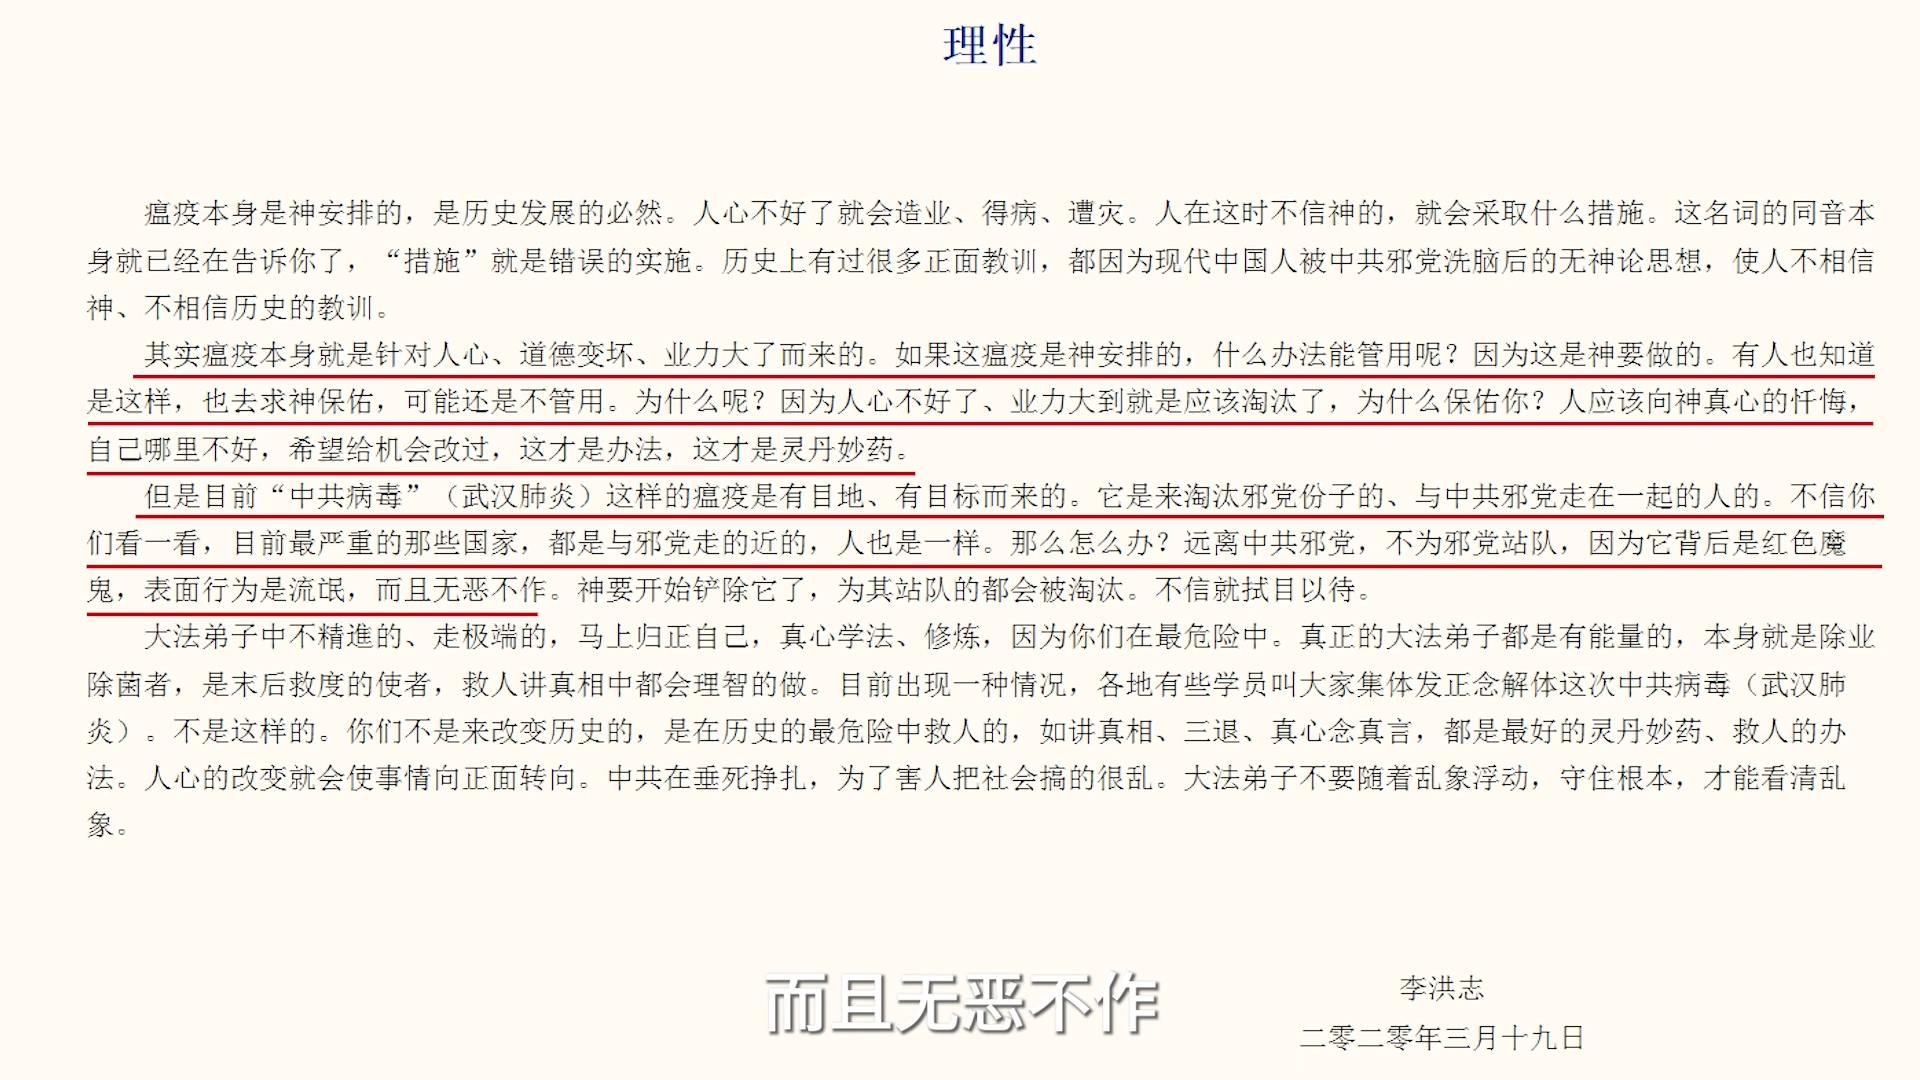 理性
瘟疫本身是神安排的，是历史发展的必然。人心不好了就会造业、得病、遭灾。人在这时不信神的，就会采取什么措施。这名词的同音本
身就已经在告诉你了，“措施”就是错误的实施。历史上有过很多正面教训，都因为现代中国人被中共邪党洗脑后的无神论思想，使人不相信
神、不相信历史的教训。
其实瘟疫本身就是针对人心、道德变坏、业力大了而来的。如果这瘟疫是神安排的，什么办法能管用呢？因为这是神要做的。有人也知道
是这样，也去求神保佑，可能还是不管用。为什么呢？因为人心不好了、业力大到就是应该淘汰了，为什么保佑你？人应该向神真心的忏悔，
自己哪里不好，希望给机会改过，这才是办法，这才是灵丹妙药。
但是目前“中共病毒”（武汉肺炎）这样的瘟疫是有目地、有目标而来的。它是来淘汰邪党份子的、与中共邪党走在一起的人的。不信你
们看一看，目前最严重的那些国家，都是与邪党走的近的，人也是一样。那么怎么办？远离中共邪党，不为邪党站队，因为它背后是红色魔
鬼，表面行为是流氓，而且无恶不作。神要开始铲除它了，为其站队的都会被淘汰。不信就拭目以待。
大法弟子中不精進的、走极端的，马上归正自己，真心学法、修炼，因为你们在最危险中。真正的大法弟子都是有能量的，本身就是除业
除菌者，是末后救度的使者，救人讲真相中都会理智的做。目前出现一种情况，各地有些学员叫大家集体发正念解体这次中共病毒（武汉肺
炎）。不是这样的。你们不是来改变历史的，是在历史的最危险中救人的，如讲真相、三退、真心念真言，都是最好的灵丹妙药、救人的办
法。人心的改变就会使事情向正面转向。中共在垂死挣扎，为了害人把社会搞的很乱。大法弟子不要随着乱象浮动，守住根本，才能看清乱
象。
李洪志
二零二零年三月十九日
而且无恶不作